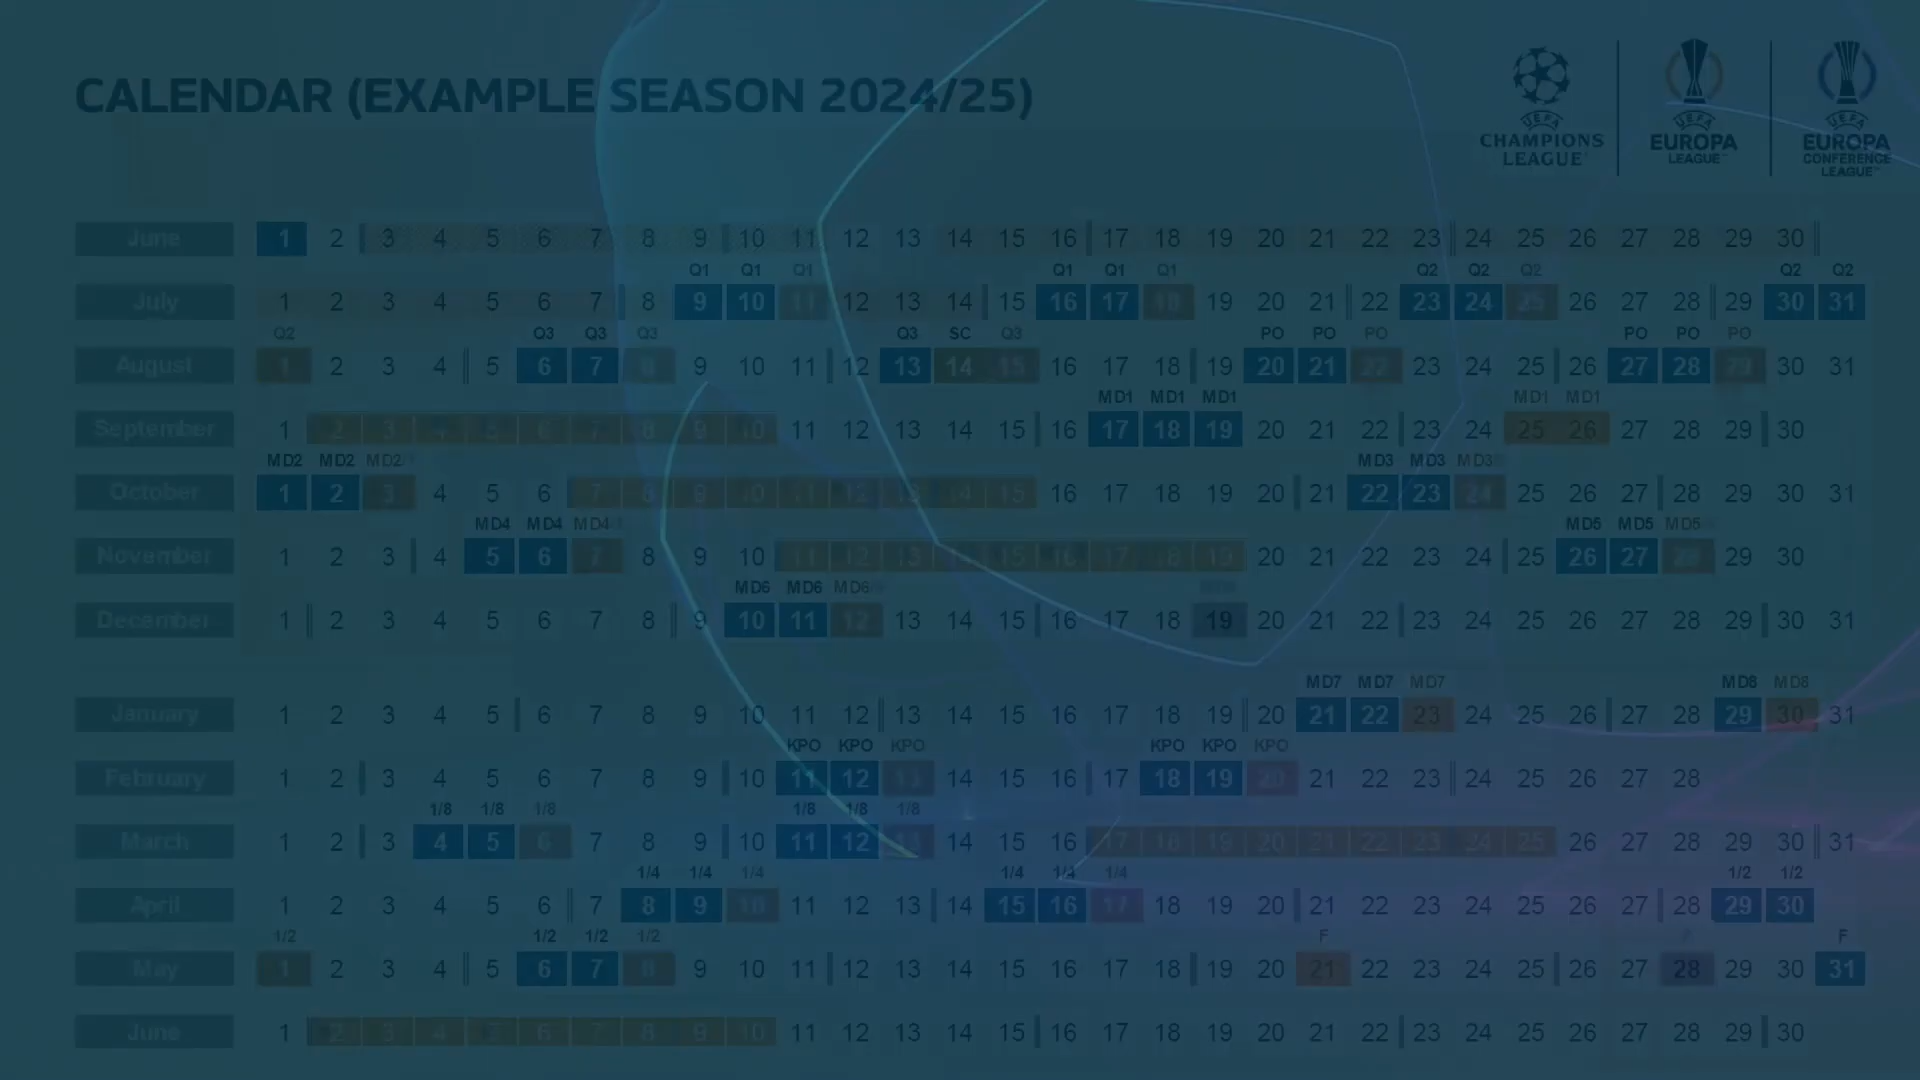 CALENDAR (EXAMPLE SEASON 2024/25)
UEFA CHAMPIONS LEAGUE
UEFA EUROPA LEAGUE™
UEFA EUROPA CONFERENCE LEAGUE™
June 1 2 3 4 5 6 7 8 9 10 11 12 13 14 15 16 17 18 19 20 21 22 23 24 25 26 27 28 29 30
Q1 Q1 Q1 Q1 Q1 Q1 Q2 Q2 Q2 Q2 Q2
July 1 2 3 4 5 6 7 8 9 10 11 12 13 14 15 16 17 18 19 20 21 22 23 24 25 26 27 28 29 30 31
Q2 Q3 Q3 Q3 Q3 SC Q3 PO PO PO PO PO PO
August 1 2 3 4 5 6 7 8 9 10 11 12 13 14 15 16 17 18 19 20 21 22 23 24 25 26 27 28 29 30 31
MD1 MD1 MD1 MD1 MD1
September 1 2 3 4 5 6 7 8 9 10 11 12 13 14 15 16 17 18 19 20 21 22 23 24 25 26 27 28 29 30
MD2 MD2 MD2 MD3 MD3 MD3
October 1 2 3 4 5 6 7 8 9 10 11 12 13 14 15 16 17 18 19 20 21 22 23 24 25 26 27 28 29 30 31
MD4 MD4 MD4 MD5 MD5 MD5
November 1 2 3 4 5 6 7 8 9 10 11 12 13 14 15 16 17 18 19 20 21 22 23 24 25 26 27 28 29 30
MD6 MD6
December 1 2 3 4 5 6 7 8 9 10 11 12 13 14 15 16 17 18 19 20 21 22 23 24 25 26 27 28 29 30 31
MD7 MD7 MD7 MD8 MD8
January 1 2 3 4 5 6 7 8 9 10 11 12 13 14 15 16 17 18 19 20 21 22 23 24 25 26 27 28 29 30 31
KPO KPO KPO KPO KPO KPO
February 1 2 3 4 5 6 7 8 9 10 11 12 13 14 15 16 17 18 19 20 21 22 23 24 25 26 27 28
1/8 1/8 1/8 1/8 1/8 1/8
March 1 2 3 4 5 6 7 8 9 10 11 12 13 14 15 16 17 18 19 20 21 22 23 24 25 26 27 28 29 30 31
1/4 1/4 1/4 1/4 1/4 1/4 1/2 1/2
April 1 2 3 4 5 6 7 8 9 10 11 12 13 14 15 16 17 18 19 20 21 22 23 24 25 26 27 28 29 30
1/2 1/2 1/2 1/2 F F
May 1 2 3 4 5 6 7 8 9 10 11 12 13 14 15 16 17 18 19 20 21 22 23 24 25 26 27 28 29 30 31
June 1 2 3 4 5 6 7 8 9 10 11 12 13 14 15 16 17 18 19 20 21 22 23 24 25 26 27 28 29 30